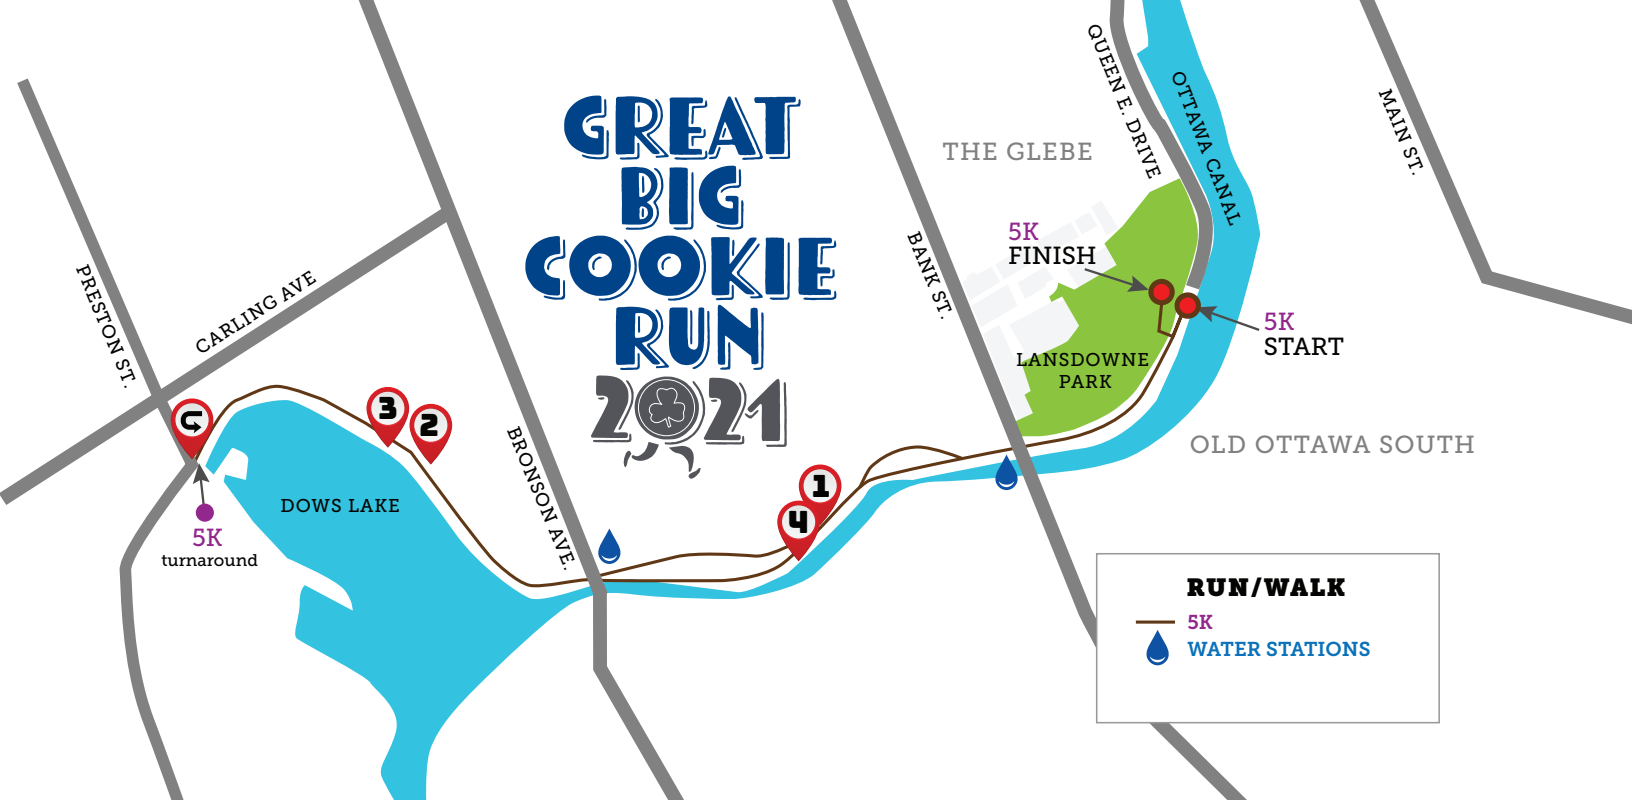 GREAT
BIG
COOKIE
RUN
2021
QUEEN E. DRIVE
OTTAWA CANAL
MAIN ST.
THE GLEBE
5K
FINISH
BANK ST.
5K
START
LANSDOWNE
PARK
OLD OTTAWA SOUTH
PRESTON ST.
CARLING AVE
3
2
BRONSON AVE.
1
4
DOWS LAKE
5K
turnaround
RUN/WALK
5K
WATER STATIONS